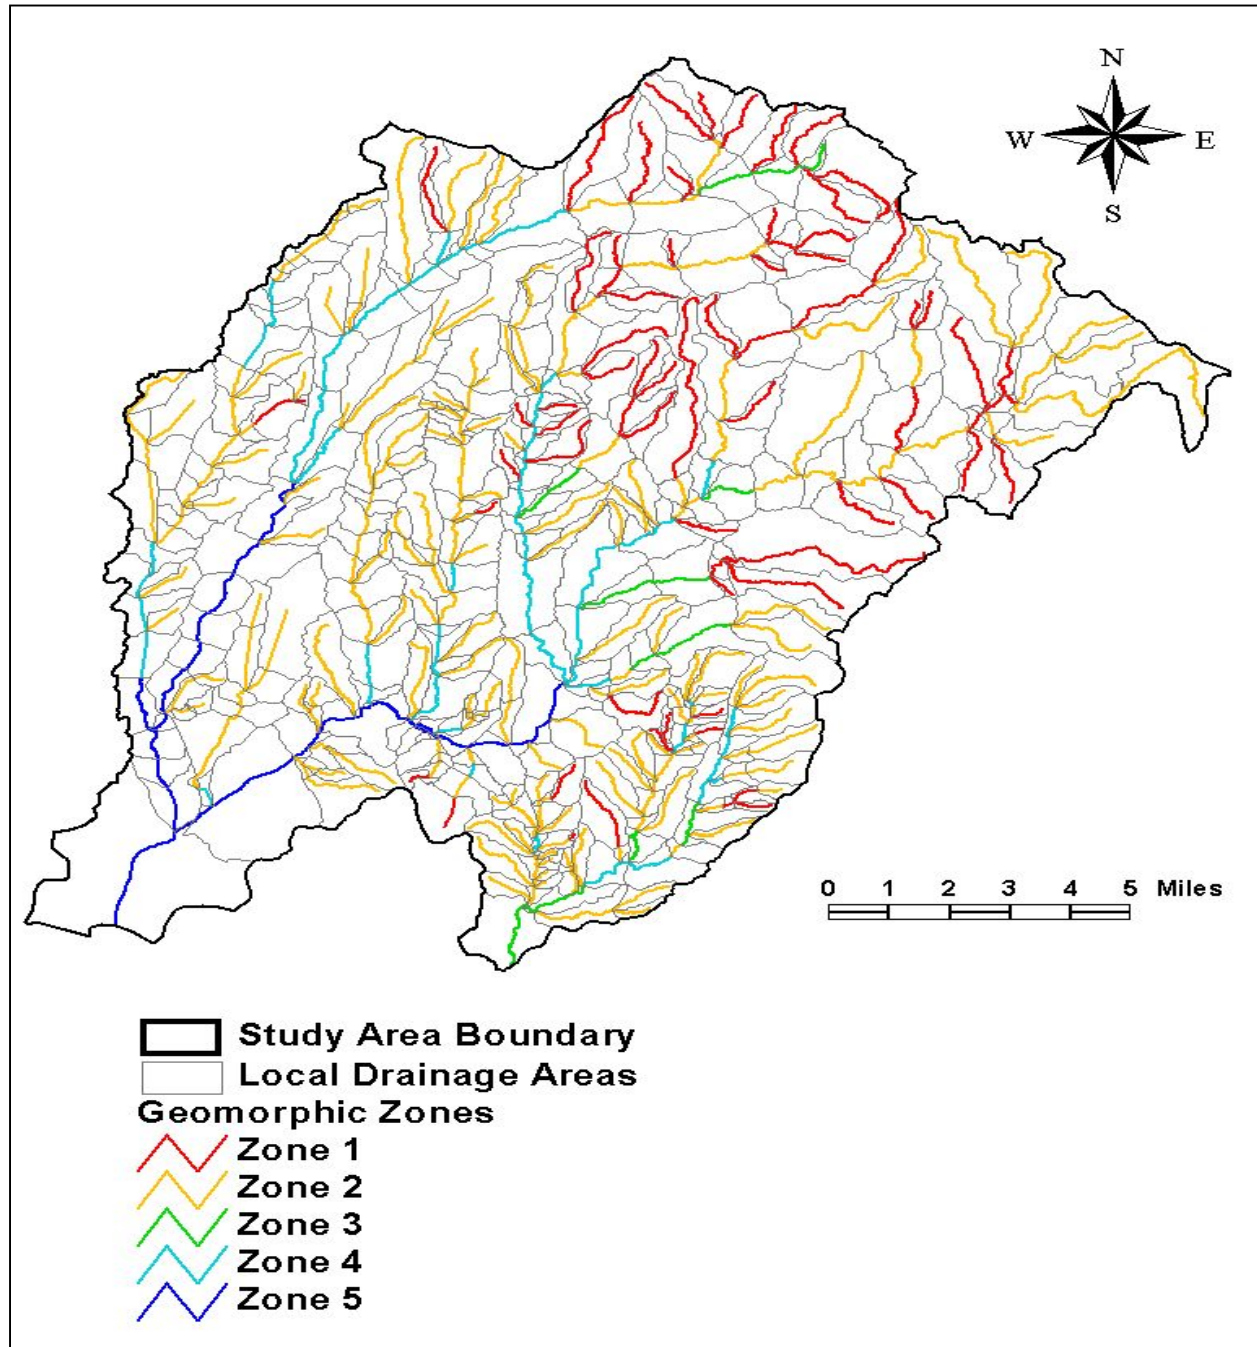 N
W E
S
0 1 2 3 4 5 Miles
Study Area Boundary
Local Drainage Areas
Geomorphic Zones
Zone 1
Zone 2
Zone 3
Zone 4
Zone 5